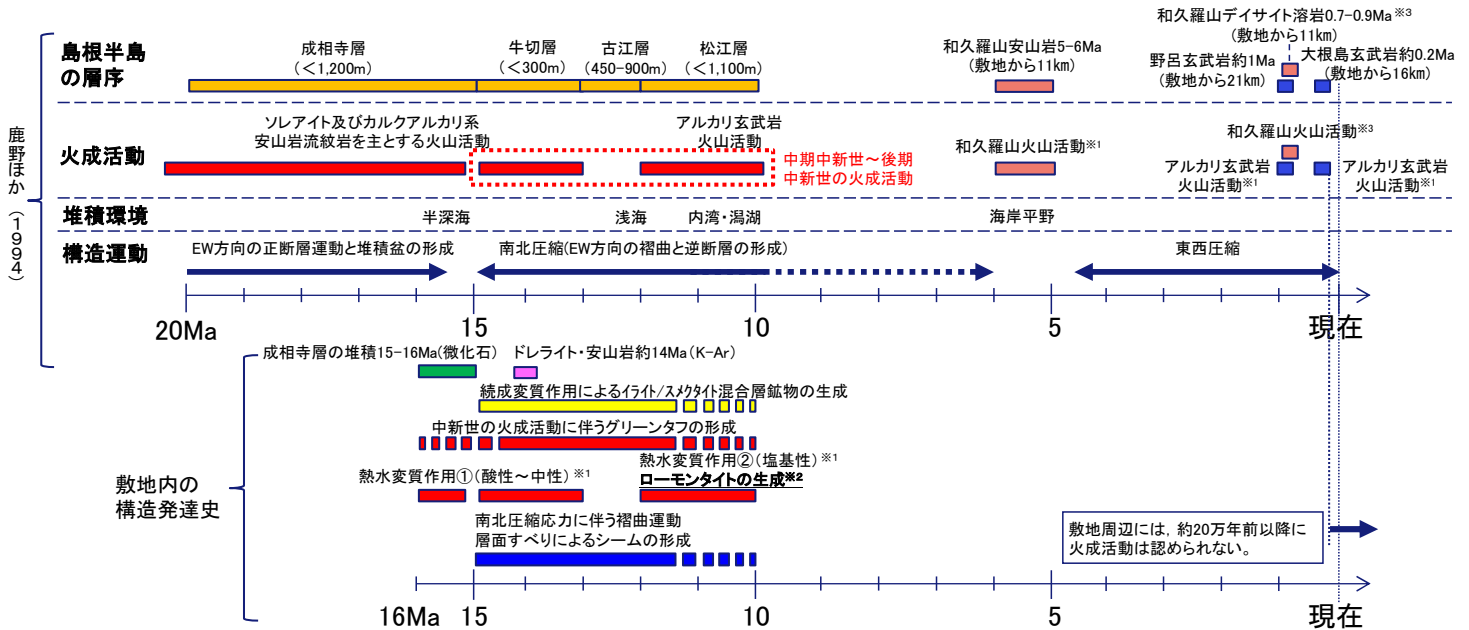 鹿野ほか(1994)
島根半島
の層序
成相寺層
(<1,200m)
牛切層
(<300m)
古江層
(450-900m)
松江層
(<1,100m)
和久羅山安山岩5-6Ma
(敷地から11km)
和久羅山デイサイト溶岩0.7-0.9Ma※3
(敷地から11km)
野呂玄武岩約1Ma
(敷地から21km)
大根島玄武岩約0.2Ma
(敷地から16km)
火成活動
ソレアイト及びカルクアルカリ系
安山岩流紋岩を主とする火山活動
アルカリ玄武岩
火山活動
中期中新世~後期
中新世の火成活動
和久羅山火山活動※1
和久羅山火山活動※3
アルカリ玄武岩
火山活動※1
アルカリ玄武岩
火山活動※1
堆積環境
半深海
浅海
内湾・潟湖
海岸平野
構造運動
EW方向の正断層運動と堆積盆の形成
南北圧縮(EW方向の褶曲と逆断層の形成)
東西圧縮
20Ma
15
10
5
現在
敷地内の
構造発達史
成相寺層の堆積15-16Ma(微化石)
ドレライト・安山岩約14Ma(K-Ar)
続成変質作用によるイライト/スメクタイト混合層鉱物の生成
中新世の火成活動に伴うグリーンタフの形成
熱水変質作用①(酸性~中性)※1
熱水変質作用②(塩基性)※1
ローモンタイトの生成※2
南北圧縮応力に伴う褶曲運動
層面すべりによるシームの形成
敷地周辺には,約20万年前以降に
火成活動は認められない。
16Ma
15
10
5
現在